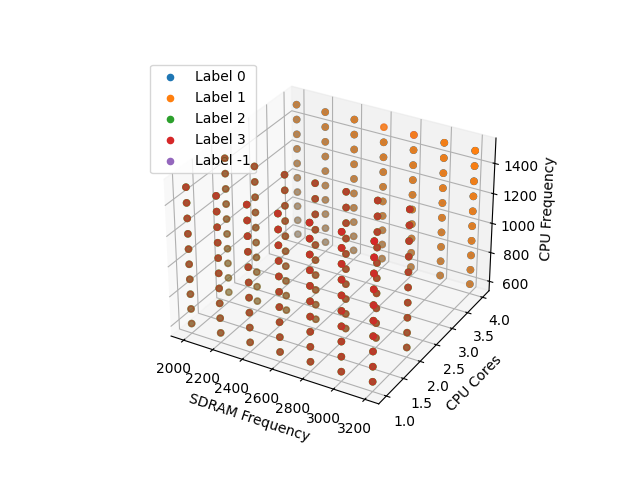 Label 0
Label 1
Label 2
Label 3
Label -1
1400
1200
1000
800
600
CPU Frequency
4.0
3.5
3.0
2.5
2.0
1.5
1.0
CPU Cores
2000
2200
2400
2600
2800
3000
3200
SDRAM Frequency